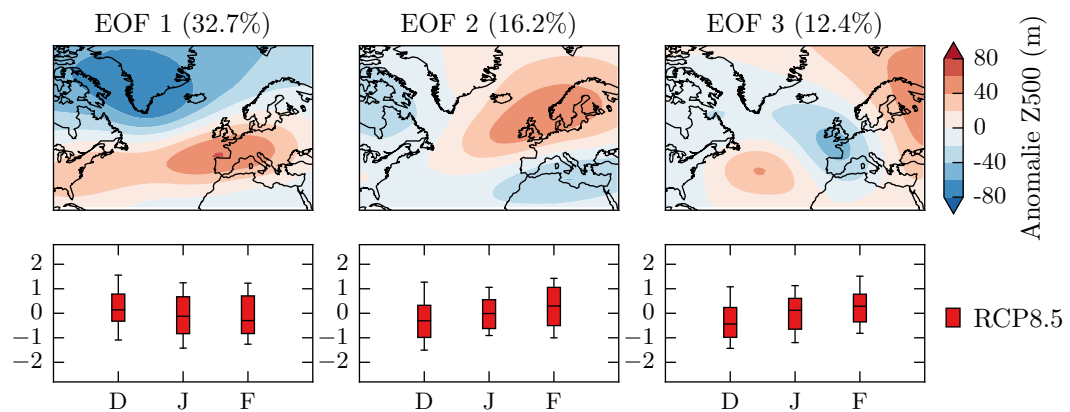 EOF 1 (32.7%)
EOF 2 (16.2%)
EOF 3 (12.4%)
80
40
0
-40
-80
Anomalie Z500 (m)
2
1
0
−1
−2
D J F
2
1
0
−1
−2
D J F
2
1
0
−1
−2
D J F
RCP8.5